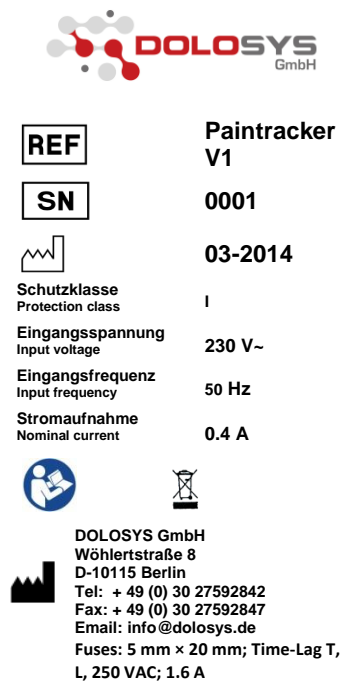 DOLOSYS
GmbH
REF Paintracker
V1
SN 0001
03-2014
Schutzklasse
Protection class I
Eingangsspannung
Input voltage 230 V~
Eingangsfrequenz
Input frequency 50 Hz
Stromaufnahme
Nominal current 0.4 A
DOLOSYS GmbH
Wöhlertstraße 8
D-10115 Berlin
Tel: + 49 (0) 30 27592842
Fax: + 49 (0) 30 27592847
Email: info@dolosys.de
Fuses: 5 mm × 20 mm; Time-Lag T,
L, 250 VAC; 1.6 A